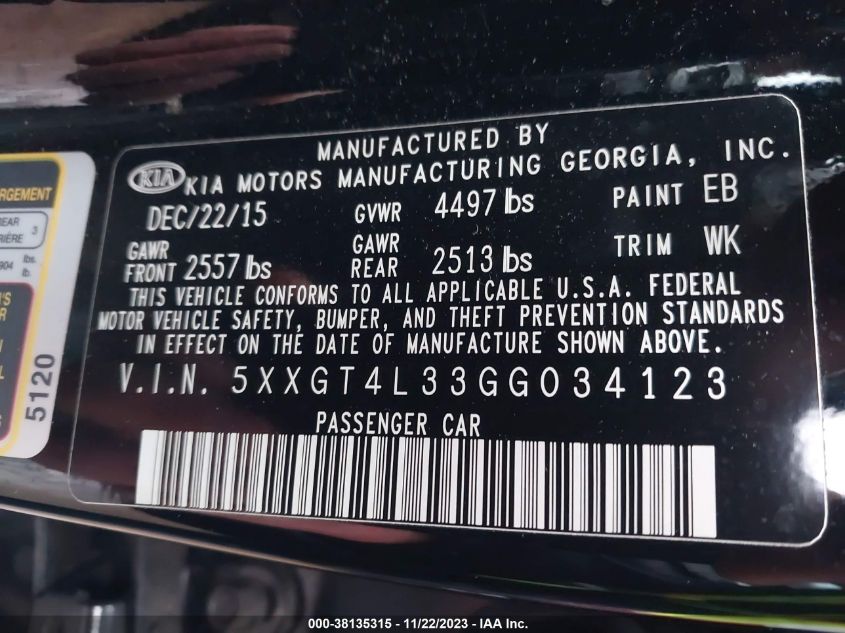 MANUFACTURED BY
KIA KIA MOTORS MANUFACTURING GEORGIA, INC.
DEC/22/15 GVWR 4497 lbs PAINT EB
GAWR FRONT 2557 lbs GAWR REAR 2513 lbs TRIM WK
THIS VEHICLE CONFORMS TO ALL APPLICABLE U.S.A. FEDERAL
MOTOR VEHICLE SAFETY, BUMPER, AND THEFT PREVENTION STANDARDS
IN EFFECT ON THE DATE OF MANUFACTURE SHOWN ABOVE.
V.I.N. 5XXGT4L33GG034123
PASSENGER CAR
3
lbs.
lb.
5120
000-38135315 - 11/22/2023 - IAA Inc.